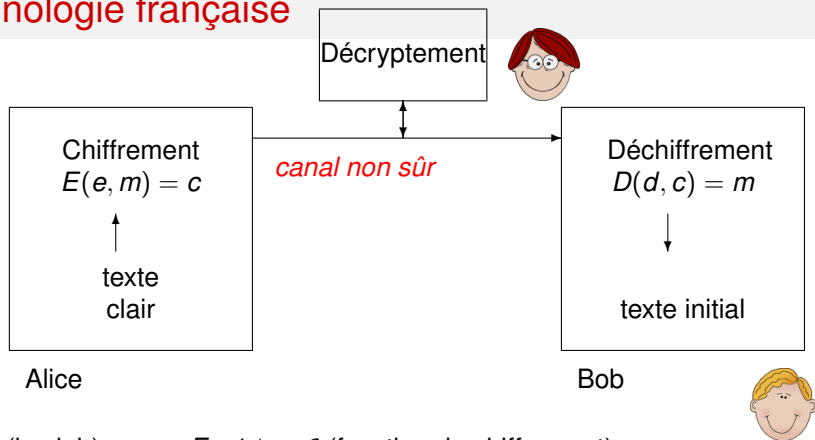 nologie française
Décryptement
Chiffrement
E(e, m) = c
canal non sûr
Déchiffrement
D(d, c) = m
texte
clair
texte initial
Alice
Bob